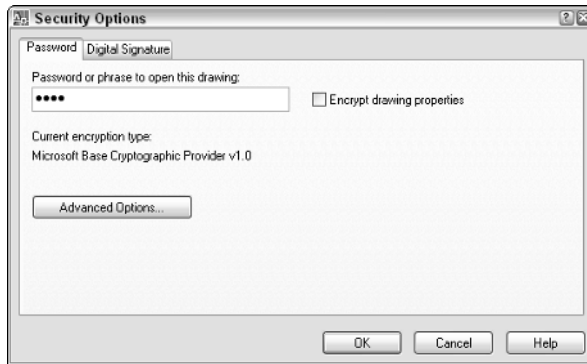 Security Options
Password
Digital Signature
Password or phrase to open this drawing:
Encrypt drawing properties
Current encryption type:
Microsoft Base Cryptographic Provider v1.0
Advanced Options...
OK
Cancel
Help